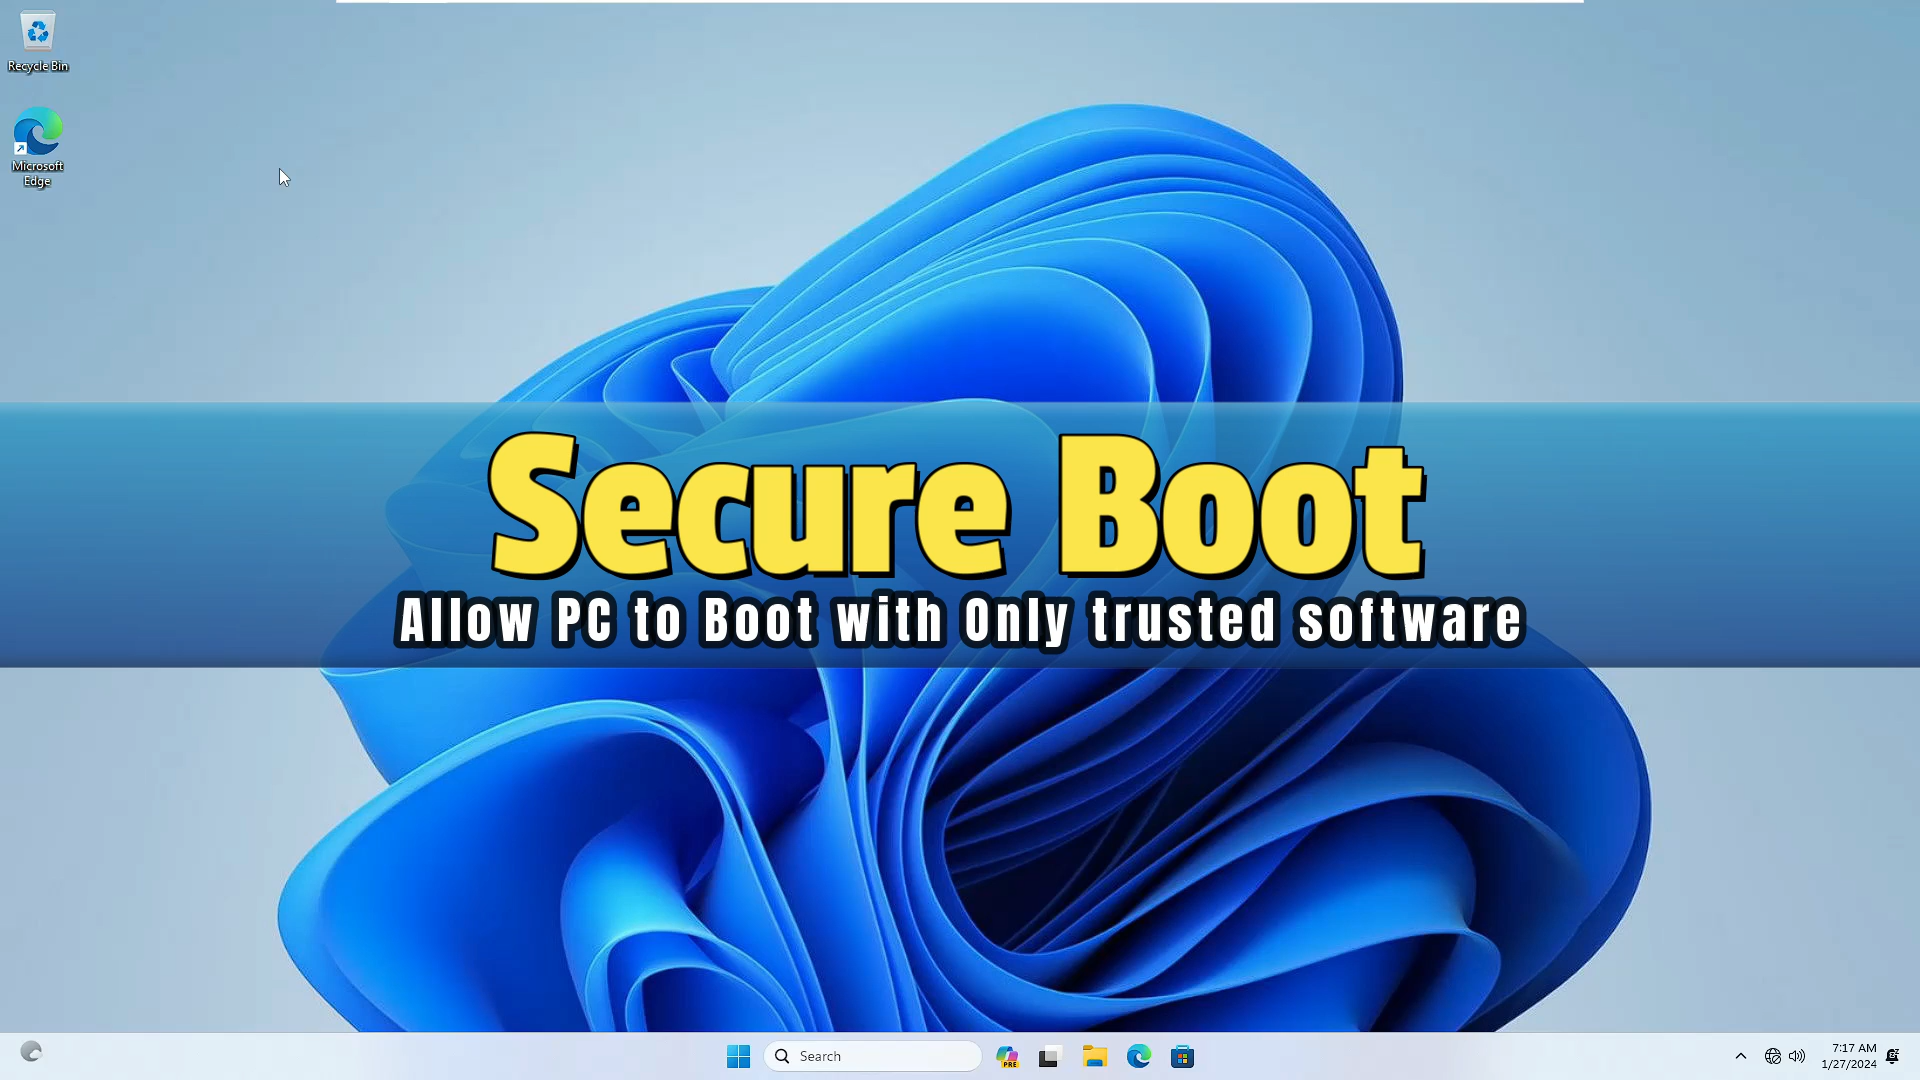 Recycle Bin
Microsoft
Edge
Secure Boot
Allow PC to Boot with Only trusted software
Search
PRE
7:17 AM
1/27/2024